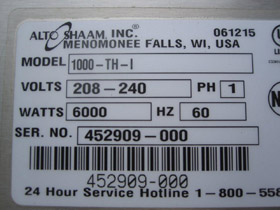 ALTO SHAAM, INC. 061215
MENOMONEE FALLS, WI, USA
MODEL 1000-TH-I
VOLTS 208-240 PH 1
WATTS 6000 HZ 60
SER. NO. 452909-000
452909-000
24 Hour Service Hotline 1-800-558